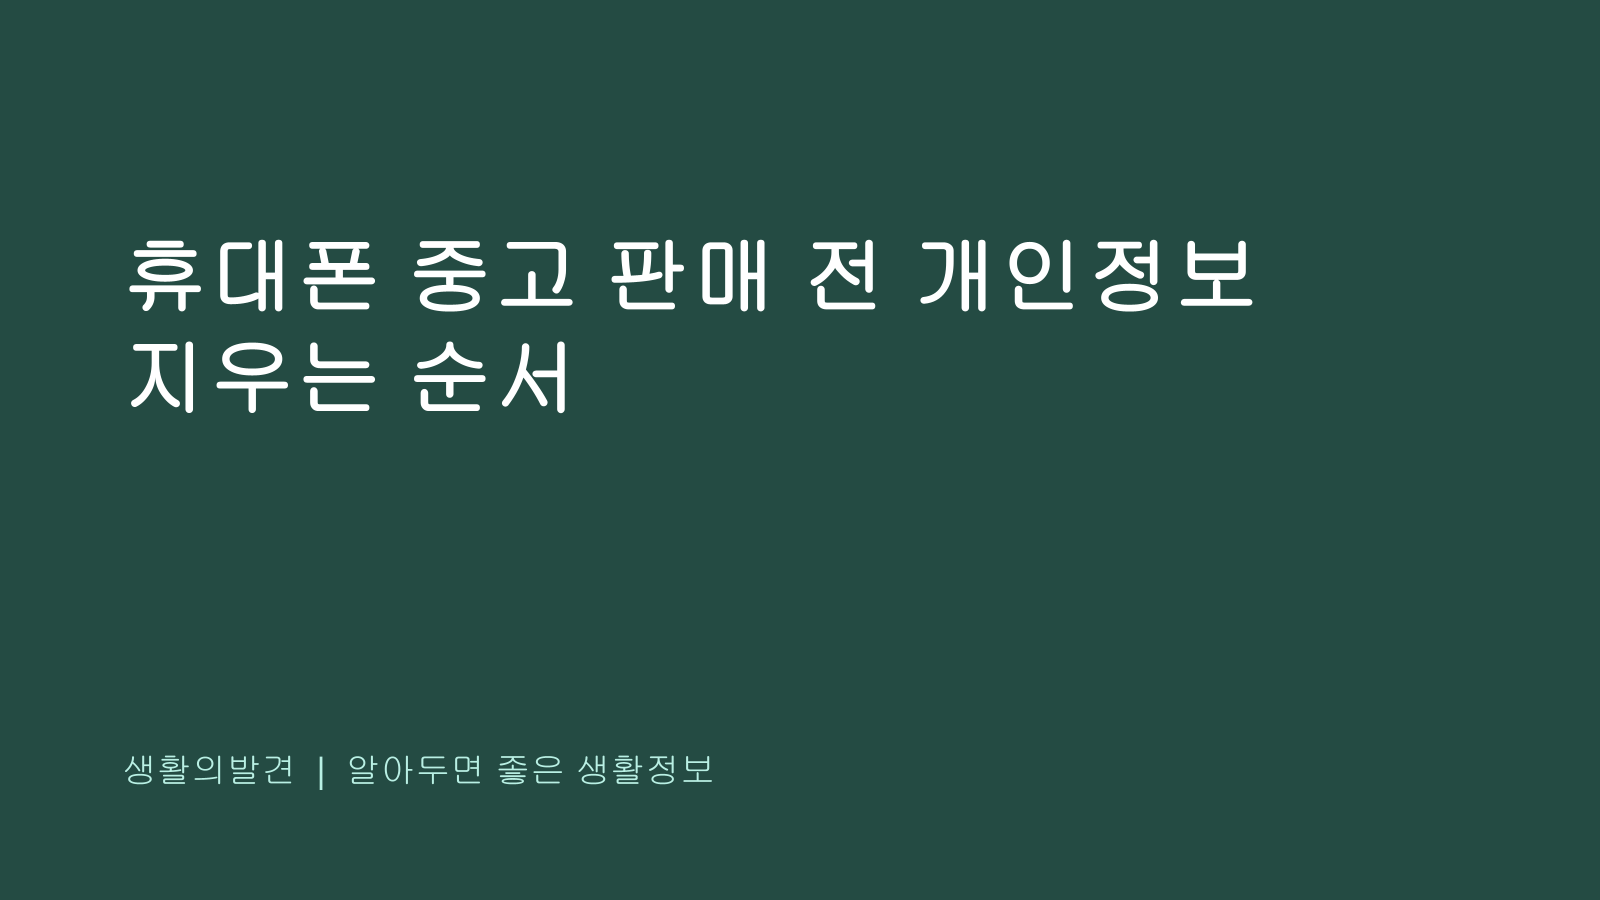 휴대폰 중고 판매 전 개인정보
지우는 순서
생활의발견 | 알아두면 좋은 생활정보